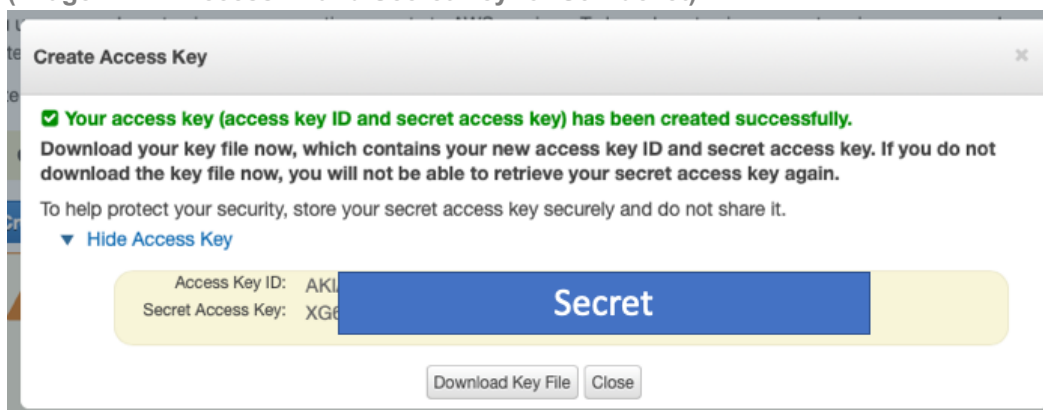 Create Access Key
Your access key (access key ID and secret access key) has been created successfully.
Download your key file now, which contains your new access key ID and secret access key. If you do not
download the key file now, you will not be able to retrieve your secret access key again.
To help protect your security, store your secret access key securely and do not share it.
Hide Access Key
Access Key ID: AKI
Secret Access Key: XG6
Secret
Download Key File Close